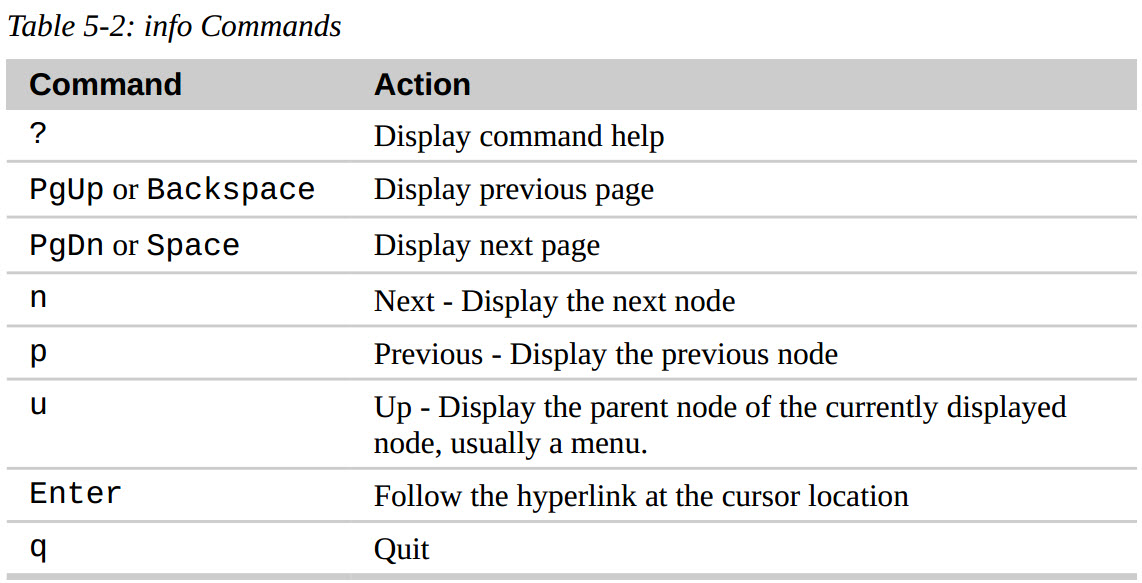 Table 5-2: info Commands
Command Action
? Display command help
PgUp or Backspace Display previous page
PgDn or Space Display next page
n Next - Display the next node
p Previous - Display the previous node
u Up - Display the parent node of the currently displayed
node, usually a menu.
Enter Follow the hyperlink at the cursor location
q Quit